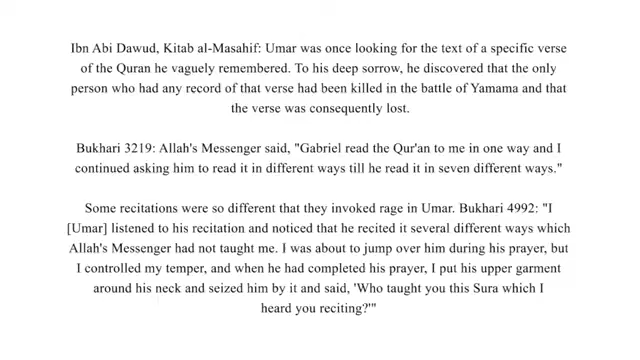 Ibn Abi Dawud, Kitab al-Masahif: Umar was once looking for the text of a specific verse
of the Quran he vaguely remembered. To his deep sorrow, he discovered that the only
person who had any record of that verse had been killed in the battle of Yamama and that
the verse was consequently lost.
Bukhari 3219: Allah's Messenger said, "Gabriel read the Qur'an to me in one way and I
continued asking him to read it in different ways till he read it in seven different ways."
Some recitations were so different that they invoked rage in Umar. Bukhari 4992: "I
[Umar] listened to his recitation and noticed that he recited it several different ways which
Allah's Messenger had not taught me. I was about to jump over him during his prayer, but
I controlled my temper, and when he had completed his prayer, I put his upper garment
around his neck and seized him by it and said, 'Who taught you this Sura which I
heard you reciting?'"